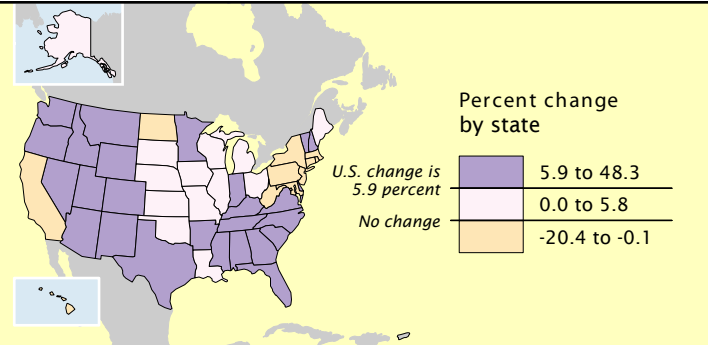 Percent change
by state
U.S. change is
5.9 percent
5.9 to 48.3
0.0 to 5.8
No change
-20.4 to -0.1